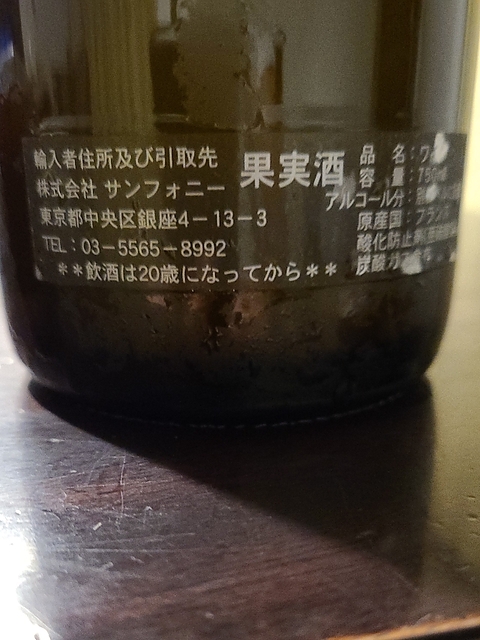 輸入者住所及び引取先
株式会社 サンフォニー
東京都中央区銀座4-13-3
TEL:03-5565-8992
**飲酒は20歳になってから**
果実酒
品 名:ワ
容 量:750ml
アルコール分:
原産国:フラン
酸化防止
炭酸ガ